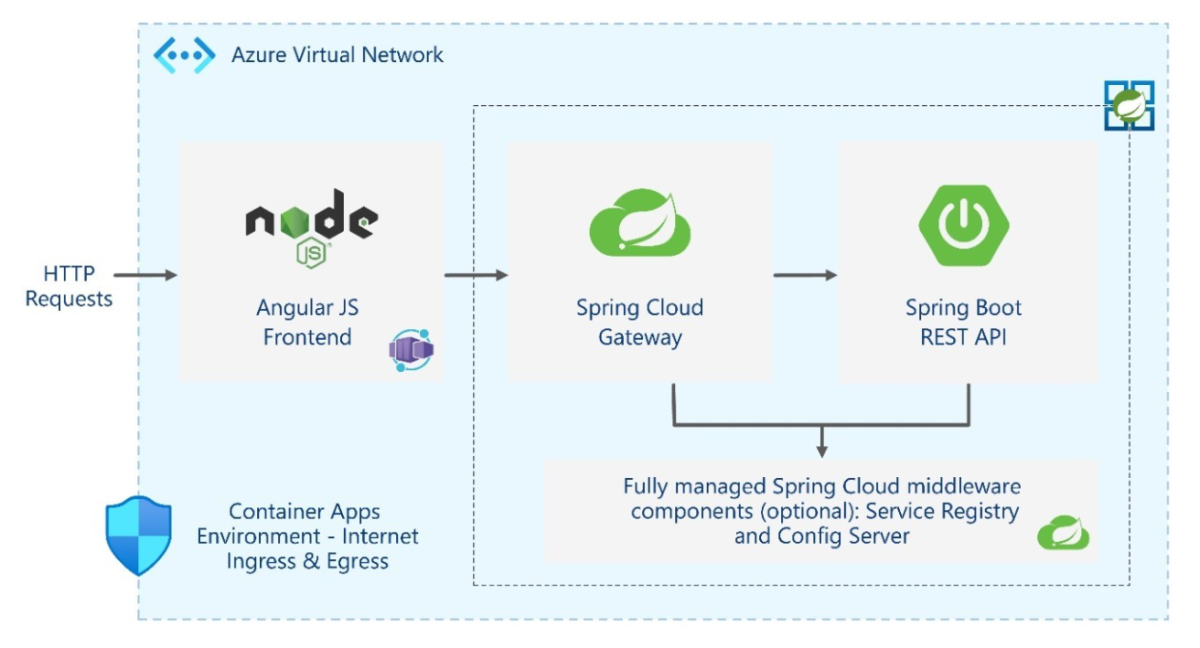 Azure Virtual Network
node
JS
HTTP
Requests
Angular JS
Frontend
Spring Cloud
Gateway
Spring Boot
REST API
Fully managed Spring Cloud middleware
components (optional): Service Registry
and Config Server
Container Apps
Environment - Internet
Ingress & Egress